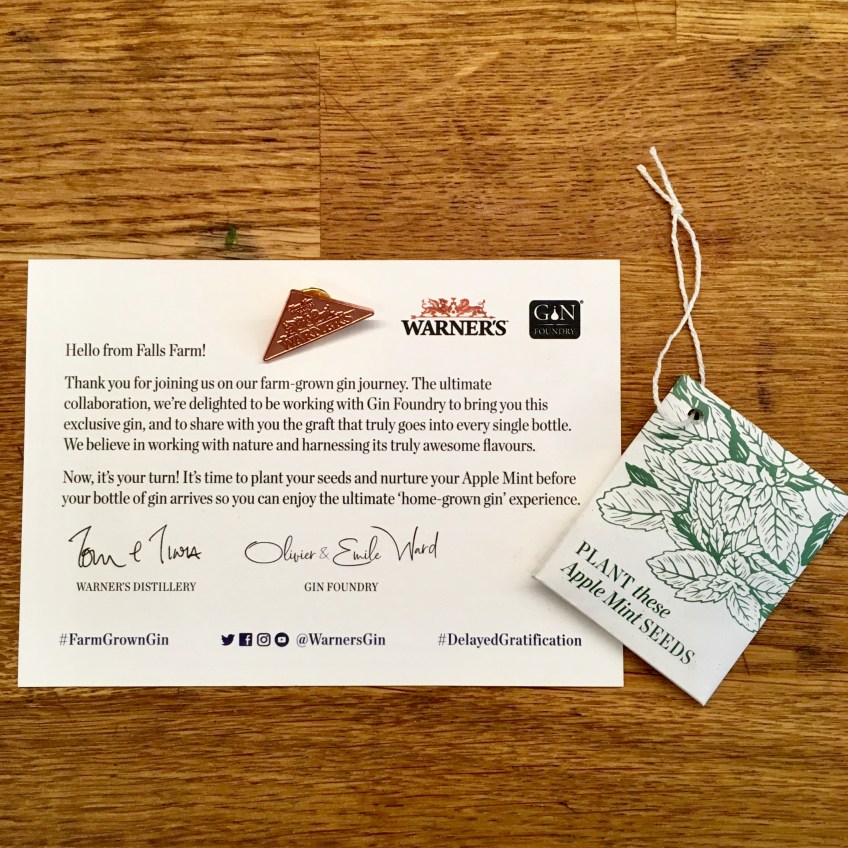 WARNER'S
GIN
FOUNDRY
Hello from Falls Farm!
Thank you for joining us on our farm-grown gin journey. The ultimate
collaboration, we're delighted to be working with Gin Foundry to bring you this
exclusive gin, and to share with you the graft that truly goes into every single bottle.
We believe in working with nature and harnessing its truly awesome flavours.
Now, it's your turn! It's time to plant your seeds and nurture your Apple Mint before
your bottle of gin arrives so you can enjoy the ultimate 'home-grown gin' experience.
Tom & Tina
Olivier & Emile Ward
WARNER'S DISTILLERY
GIN FOUNDRY
#FarmGrownGin
@WarnersGin
#DelayedGratification
PLANT these
Apple Mint SEEDS